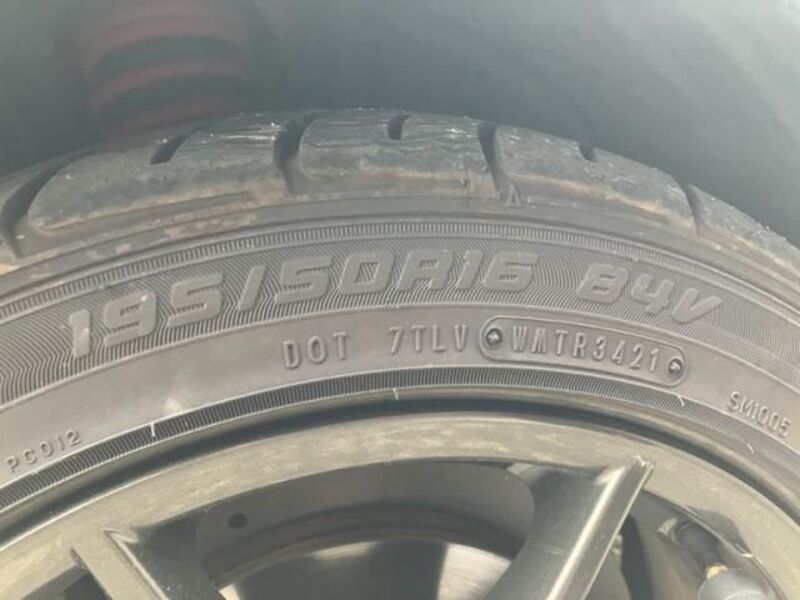 195/50R16 84V
DOT 7TLV WMTR3421
PC012
SM1005